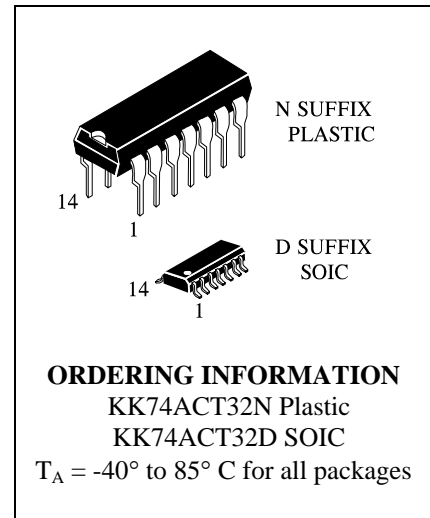 N SUFFIX
PLASTIC
14
1
D SUFFIX
SOIC
14
1
ORDERING INFORMATION
KK74ACT32N Plastic
KK74ACT32D SOIC
T_A = -40° to 85° C for all packages